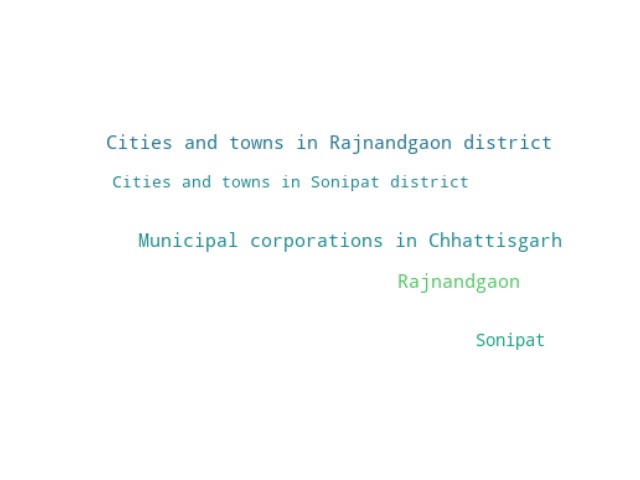 Cities and towns in Rajnandgaon district
Cities and towns in Sonipat district
Municipal corporations in Chhattisgarh
Rajnandgaon
Sonipat